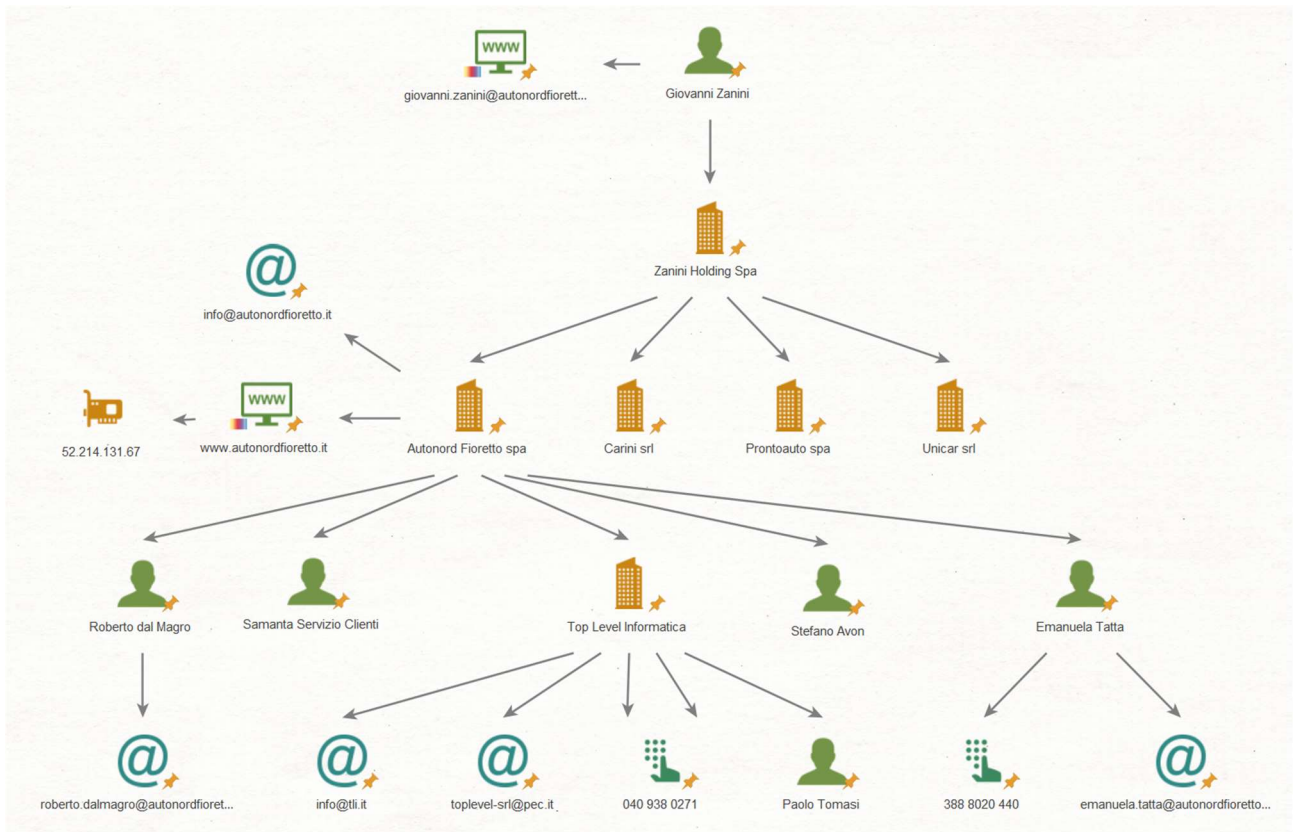 www
giovanni.zanini@autonordfiorett...
Giovanni Zanini
Zanini Holding Spa
info@autonordfioretto.it
www
52.214.131.67
www.autonordfioretto.it
Autonord Fioretto spa
Carini srl
Prontoauto spa
Unicar srl
Roberto dal Magro
Samanta Servizio Clienti
Top Level Informatica
Stefano Avon
Emanuela Tatta
roberto.dalmagro@autonordfioret...
info@tli.it
toplevel-srl@pec.it
040 938 0271
Paolo Tomasi
388 8020 440
emanuela.tatta@autonordfioretto...